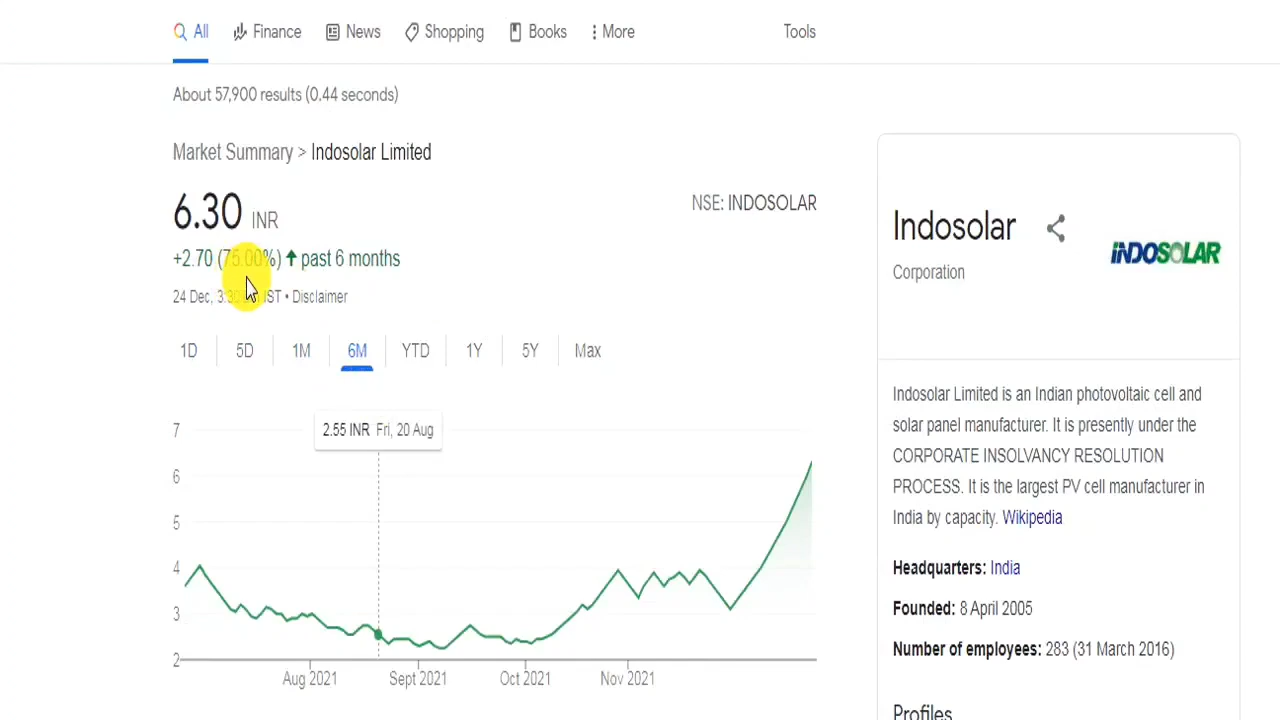 All Finance News Shopping Books More Tools
About 57,900 results (0.44 seconds)
Market Summary > Indosolar Limited
6.30 INR
NSE: INDOSOLAR
+2.70 (75.00%) past 6 months
24 Dec, IST • Disclaimer
1D 5D 1M 6M YTD 1Y 5Y Max
2.55 INR Fri, 20 Aug
7
6
5
4
3
2
Aug 2021 Sept 2021 Oct 2021 Nov 2021
Indosolar
Corporation
INDOSOLAR
Indosolar Limited is an Indian photovoltaic cell and
solar panel manufacturer. It is presently under the
CORPORATE INSOLVANCY RESOLUTION
PROCESS. It is the largest PV cell manufacturer in
India by capacity. Wikipedia
Headquarters: India
Founded: 8 April 2005
Number of employees: 283 (31 March 2016)
Profiles